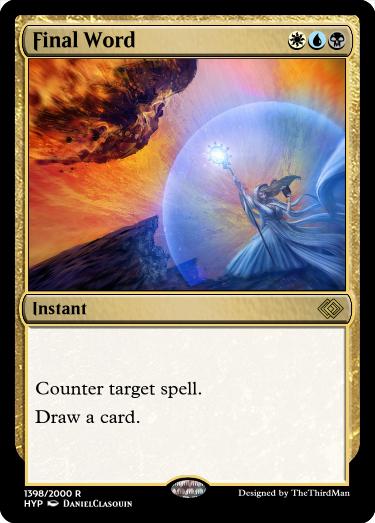 Final Word
Instant
Counter target spell.
Draw a card.
1398/2000 R
HYP DanielClasouin
Designed by TheThirdMan